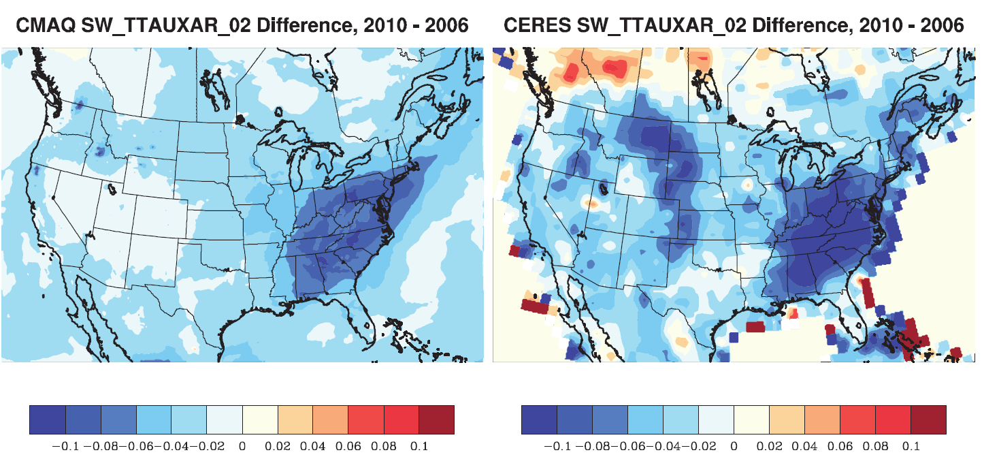 CMAQ SW_TTAUXAR_02 Difference, 2010 - 2006
CERES SW_TTAUXAR_02 Difference, 2010 - 2006
−0.1 −0.08−0.06−0.04−0.02 0 0.02 0.04 0.06 0.08 0.1
−0.1 −0.08−0.06−0.04−0.02 0 0.02 0.04 0.06 0.08 0.1